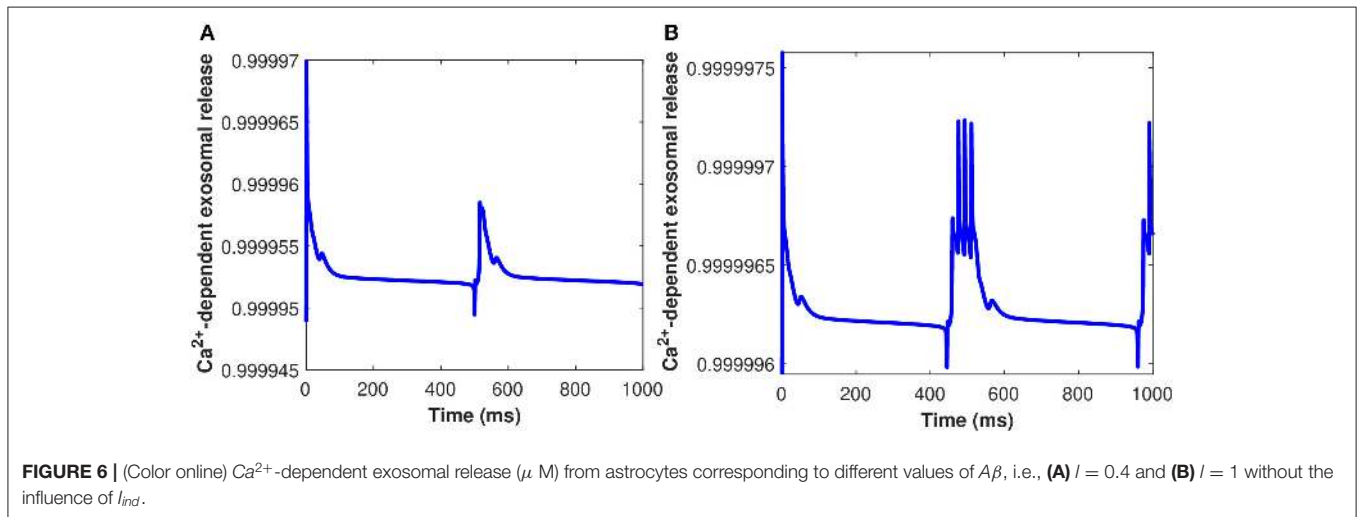 A
Ca2+-dependent exosomal release
0.99997
0.999965
0.99996
0.999955
0.99995
0.999945
0 200 400 600 800 1000
Time (ms)
B
Ca2+-dependent exosomal release
0.9999975
0.999997
0.9999965
0.999996
0 200 400 600 800 1000
Time (ms)
FIGURE 6 | (Color online) Ca2+-dependent exosomal release (μ M) from astrocytes corresponding to different values of Aβ, i.e., (A) l = 0.4 and (B) l = 1 without the
influence of Iind.